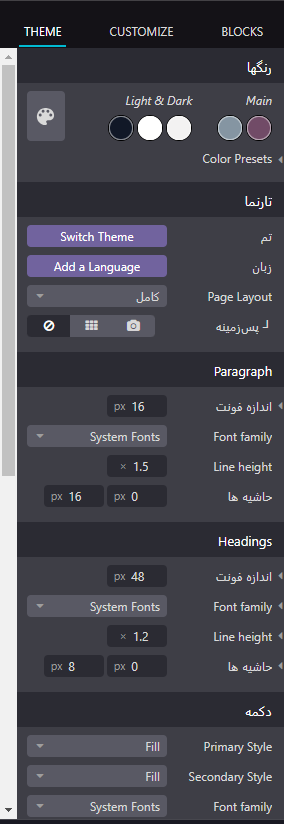 BLOCKS CUSTOMIZE THEME
رنگها
Main Light & Dark
Color Presets
تارنما
تم Switch Theme
زبان Add a Language
Page Layout کامل
┘ پس‌زمینه
Paragraph
اندازه فونت 16 px
Font family System Fonts
Line height 1.5 ×
حاشیه ها 0 px 16 px
Headings
اندازه فونت 48 px
Font family System Fonts
Line height 1.2 ×
حاشیه ها 0 px 8 px
دکمه
Primary Style Fill
Secondary Style Fill
Font family System Fonts